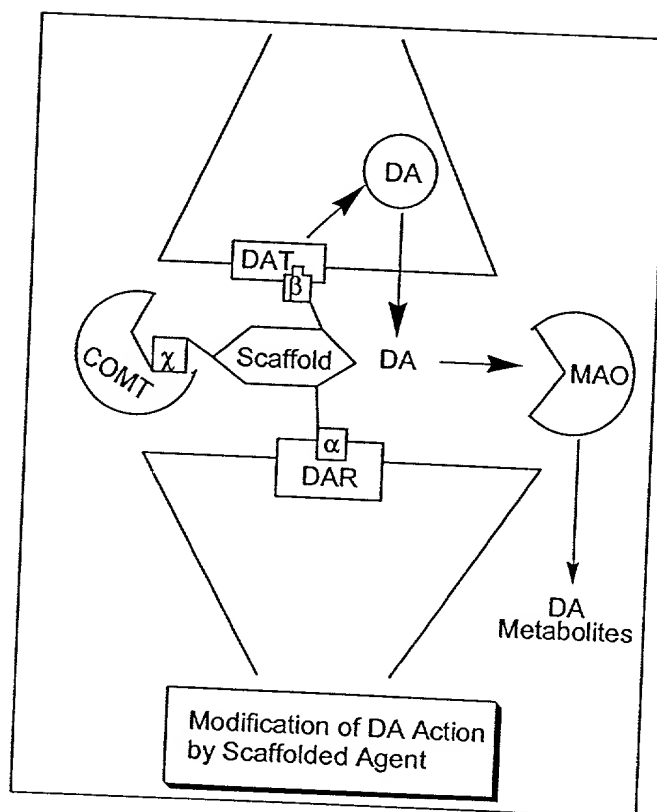 DA
DAT
β
COMT
χ
Scaffold
DA
MAO
α
DAR
DA
Metabolites
Modification of DA Action
by Scaffolded Agent